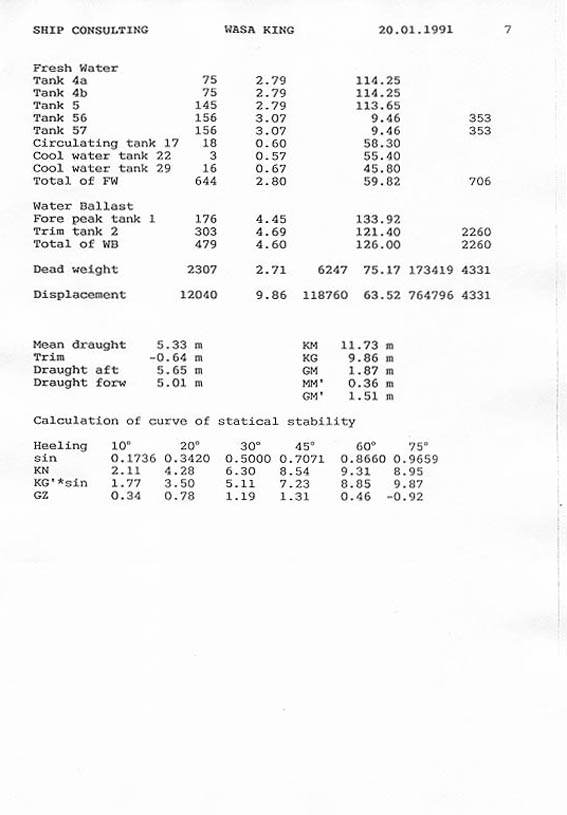 SHIP CONSULTING WASA KING 20.01.1991 7
Fresh Water
Tank 4a 75 2.79 114.25
Tank 4b 75 2.79 114.25
Tank 5 145 2.79 113.65
Tank 56 156 3.07 9.46 353
Tank 57 156 3.07 9.46 353
Circulating tank 17 18 0.60 58.30
Cool water tank 22 3 0.57 55.40
Cool water tank 29 16 0.67 45.80
Total of FW 644 2.80 59.82 706
Water Ballast
Fore peak tank 1 176 4.45 133.92
Trim tank 2 303 4.69 121.40 2260
Total of WB 479 4.60 126.00 2260
Dead weight 2307 2.71 6247 75.17 173419 4331
Displacement 12040 9.86 118760 63.52 764796 4331
Mean draught 5.33 m KM 11.73 m
Trim -0.64 m KG 9.86 m
Draught aft 5.65 m GM 1.87 m
Draught forw 5.01 m MM' 0.36 m
GM' 1.51 m
Calculation of curve of statical stability
Heeling 10° 20° 30° 45° 60° 75°
sin 0.1736 0.3420 0.5000 0.7071 0.8660 0.9659
KN 2.11 4.28 6.30 8.54 9.31 8.95
KG'*sin 1.77 3.50 5.11 7.23 8.85 9.87
GZ 0.34 0.78 1.19 1.31 0.46 -0.92